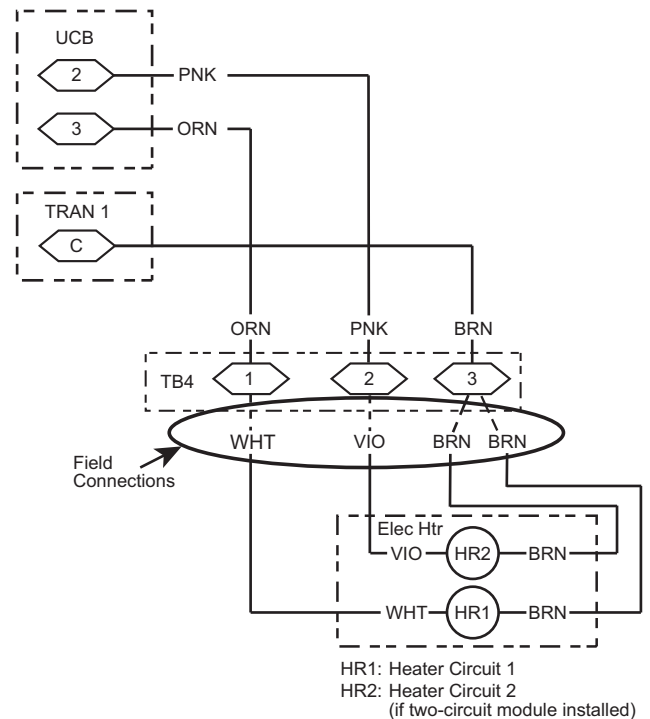 UCB
2 PNK
3 ORN
TRAN 1
C
ORN PNK BRN
TB4 1 2 3
WHT VIO BRN BRN
Field
Connections
Elec Htr
VIO HR2 BRN
WHT HR1 BRN
HR1: Heater Circuit 1
HR2: Heater Circuit 2
(if two-circuit module installed)